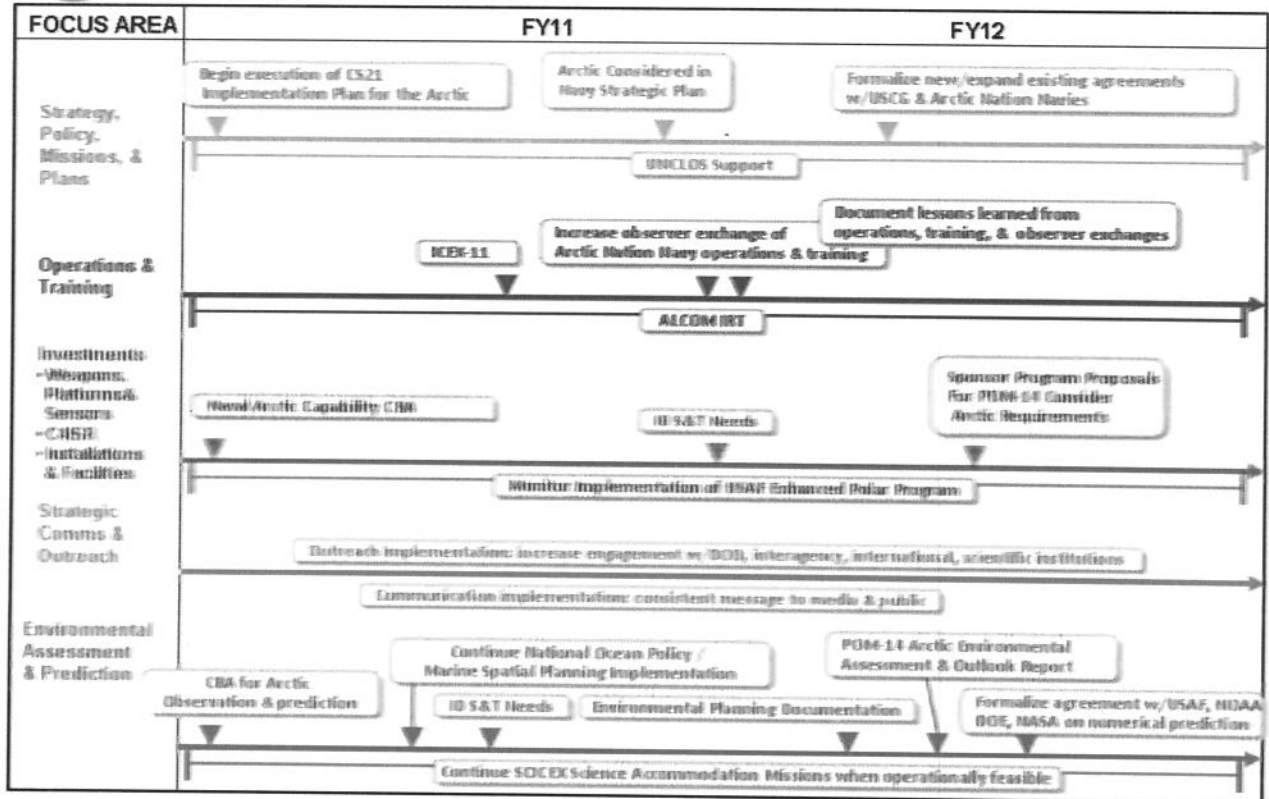 FOCUS AREA
FY11
FY12
Strategy,
Policy,
Missions, &
Plans
Begin execution of CS21
Implementation Plan for the Arctic
Arctic Considered in
Navy Strategic Plan
Formalize new/expand existing agreements
w/USCG & Arctic Nation Navies
UNCLOS Support
Operations &
Training
ICEX-11
Increase observer exchange of
Arctic Nation Navy operations & training
Document lessons learned from
operations, training, & observer exchanges
ALCOM IRT
Investments
-Weapons,
Platforms &
Sensors
-C4ISR
-Installations
& Facilities
Naval Arctic Capability CBA
ID S&T Needs
Sponsor Program Proposals
For POM-14 Consider
Arctic Requirements
Monitor Implementation of USAF Enhanced Polar Program
Strategic
Comms &
Outreach
Outreach implementation: increase engagement w/DOD, interagency, international, scientific institutions
Communication implementation: consistent message to media & public
Environmental
Assessment
& Prediction
CBA for Arctic
Observation & prediction
Continue National Ocean Policy /
Marine Spatial Planning Implementation
ID S&T Needs
Environmental Planning Documentation
POM-14 Arctic Environmental
Assessment & Outlook Report
Formalize agreement w/USAF, NOAA
DOE, NASA on numerical prediction
Continue SCICEX Science Accommodation Missions when operationally feasible